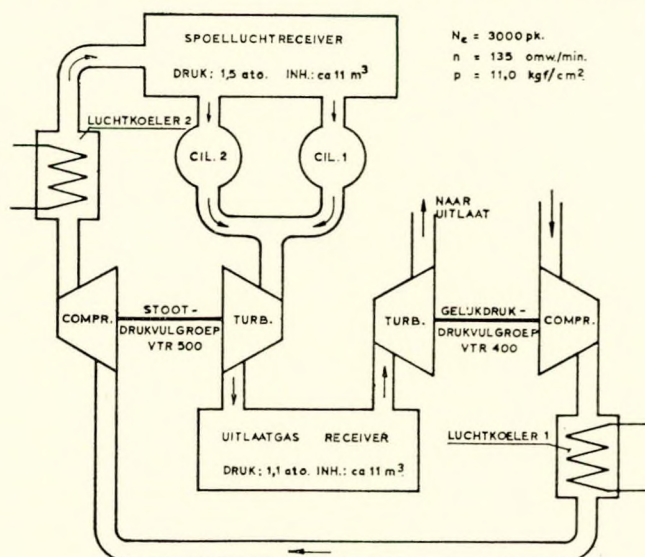 SPOELLUCHTRECEIVER
DRUK: 1,5 ato. INH.: ca 11 m³
Nₑ = 3000 pk.
n = 135 omw./min.
p = 11,0 kgf/cm².
LUCHTKOELER 2
CIL. 2
CIL. 1
NAAR
UITLAAT
COMPR.
STOOT-
DRUKVULGROEP
VTR 500
TURB.
TURB.
GELIJKDRUK-
DRUKVULGROEP
VTR 400
COMPR.
UITLAATGAS RECEIVER
DRUK: 1,1 ato. INH.: ca 11 m³.
LUCHTKOELER 1